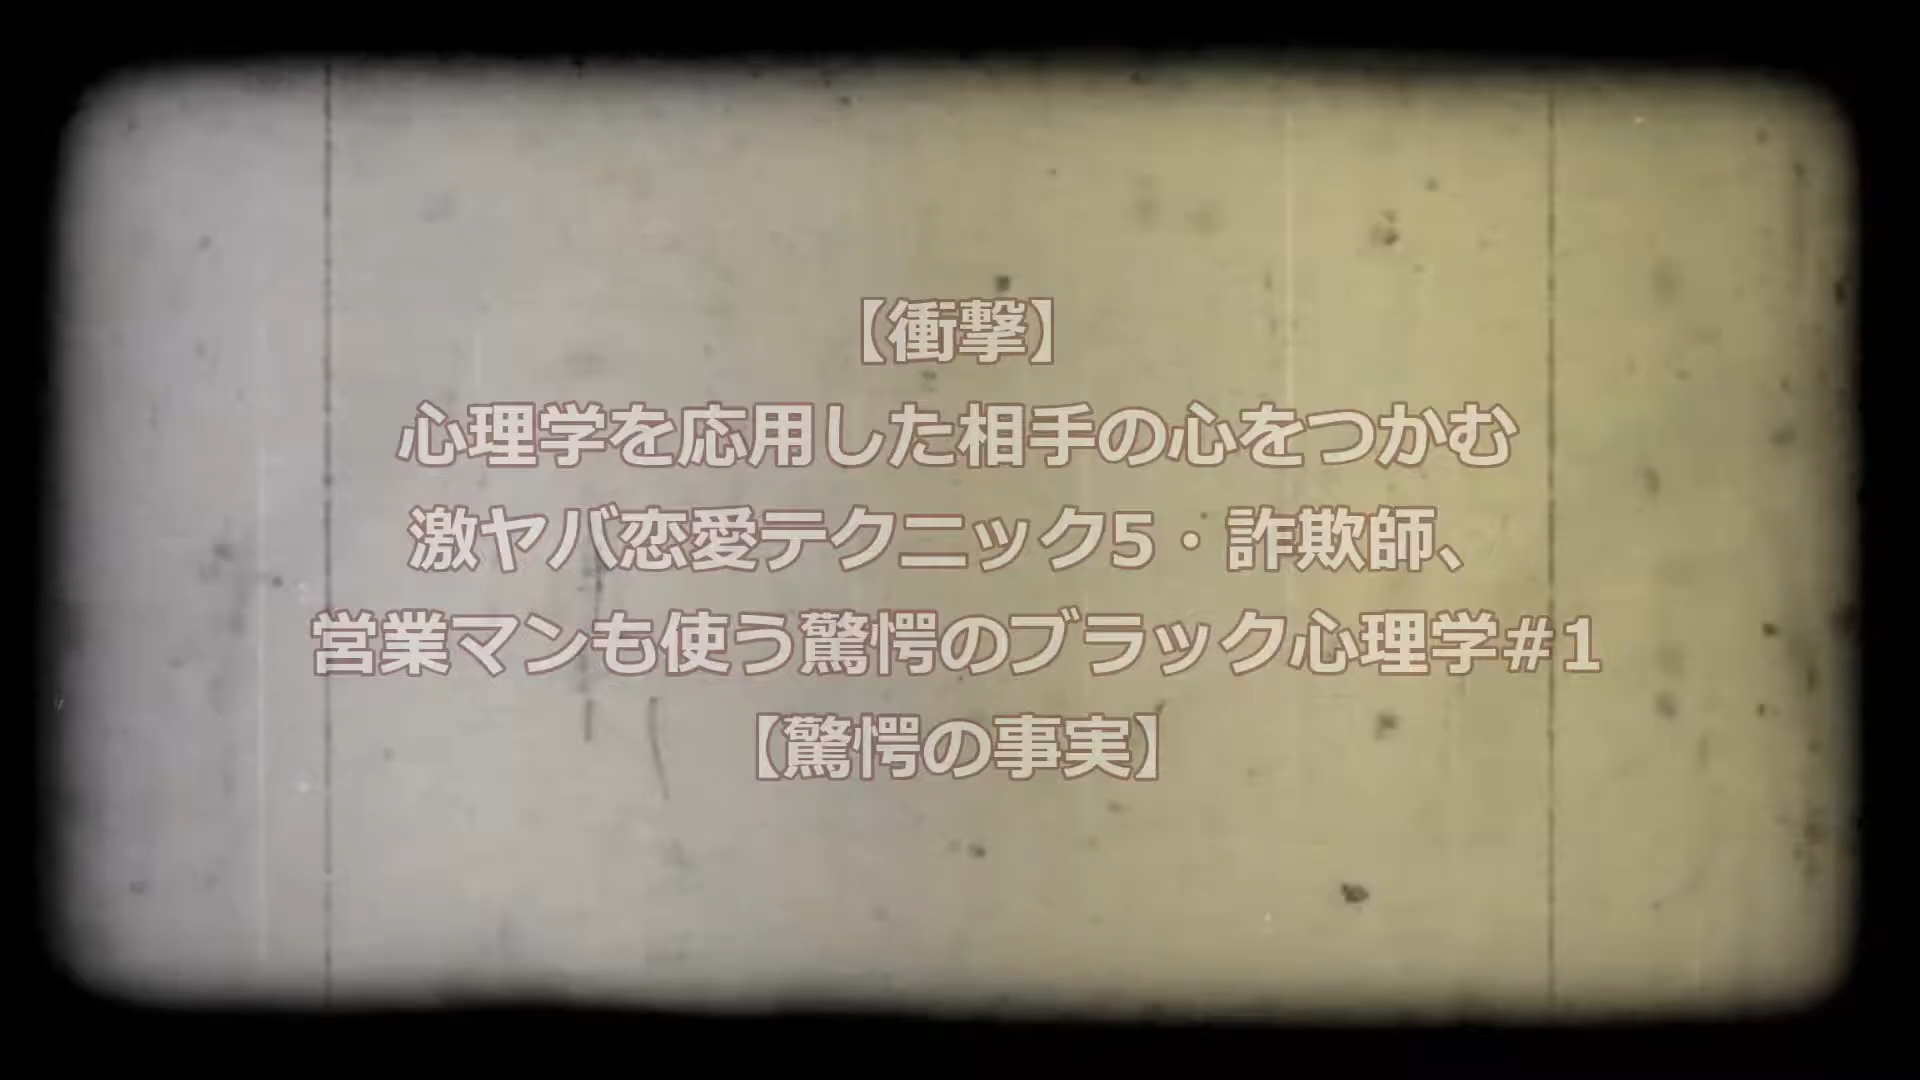 【衝撃】
心理学を応用した相手の心をつかむ
激ヤバ恋愛テクニック5・詐欺師、
営業マンも使う驚愕のブラック心理学#1
【驚愕の事実】